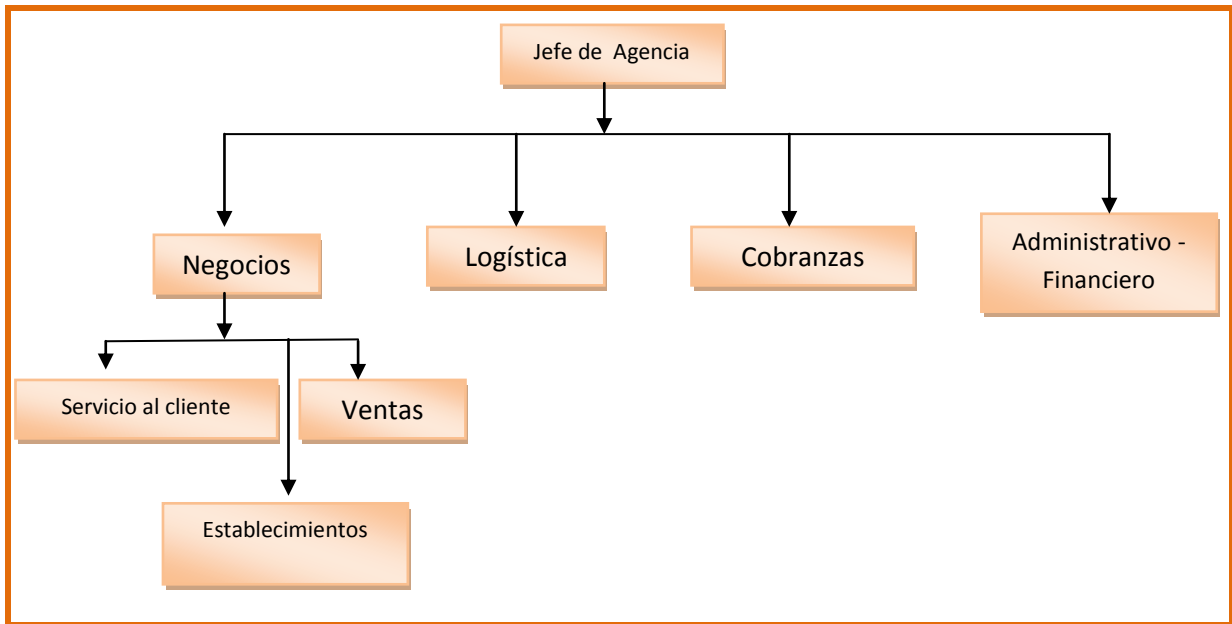 Jefe de Agencia
Negocios
Logística
Cobranzas
Administrativo -
Financiero
Servicio al cliente
Ventas
Establecimientos